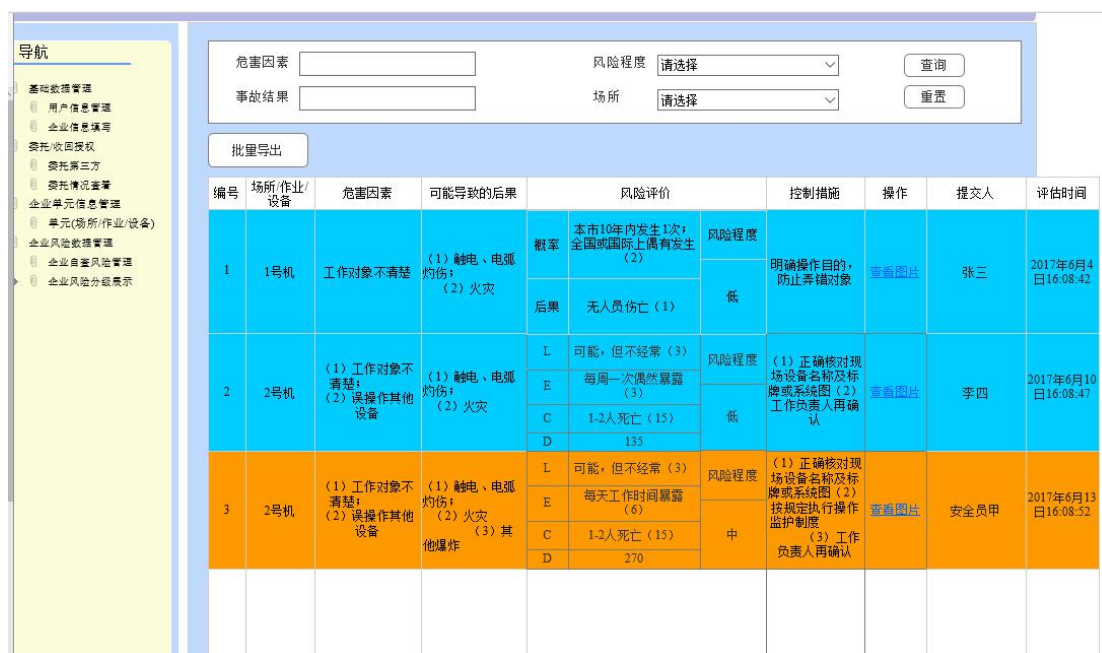 导航
基础数据管理
用户信息管理
企业信息填写
委托/收回授权
委托第三方
委托情况查看
企业单元信息管理
单元(场所/作业/设备)
企业风险数据管理
企业自查风险管理
企业风险分级展示
危害因素
风险程度 请选择
查询
事故结果
场所 请选择
重置
批量导出
编号 场所/作业/设备 危害因素 可能导致的后果 风险评价 控制措施 操作 提交人 评估时间
1
1号机
工作对象不清楚
(1)触电、电弧
灼伤;
(2)火灾
概率
本市10年内发生1次;
全国或国际上偶有发生
(2)
后果
无人员伤亡(1)
风险程度
低
明确操作目的,
防止弄错对象
查看图片
张三
2017年6月4
日16:08:42
2
2号机
(1)工作对象不
清楚;
(2)误操作其他
设备
(1)触电、电弧
灼伤;
(2)火灾
L
可能,但不经常(3)
E
每周一次偶然暴露
(3)
C
1-2人死亡(15)
D
135
风险程度
低
(1)正确核对现
场设备名称及标
牌或系统图(2)
工作负责人再确
认
查看图片
李四
2017年6月10
日16:08:47
3
2号机
(1)工作对象不
清楚;
(2)误操作其他
设备
(1)触电、电弧
灼伤;
(2)火灾
(3)其
他爆炸
L
可能,但不经常(3)
E
每天工作时间暴露
(6)
C
1-2人死亡(15)
D
270
风险程度
中
(1)正确核对现
场设备名称及标
牌或系统图(2)
按规定执行操作
监护制度
(3)工作
负责人再确认
查看图片
安全员甲
2017年6月13
日16:08:52